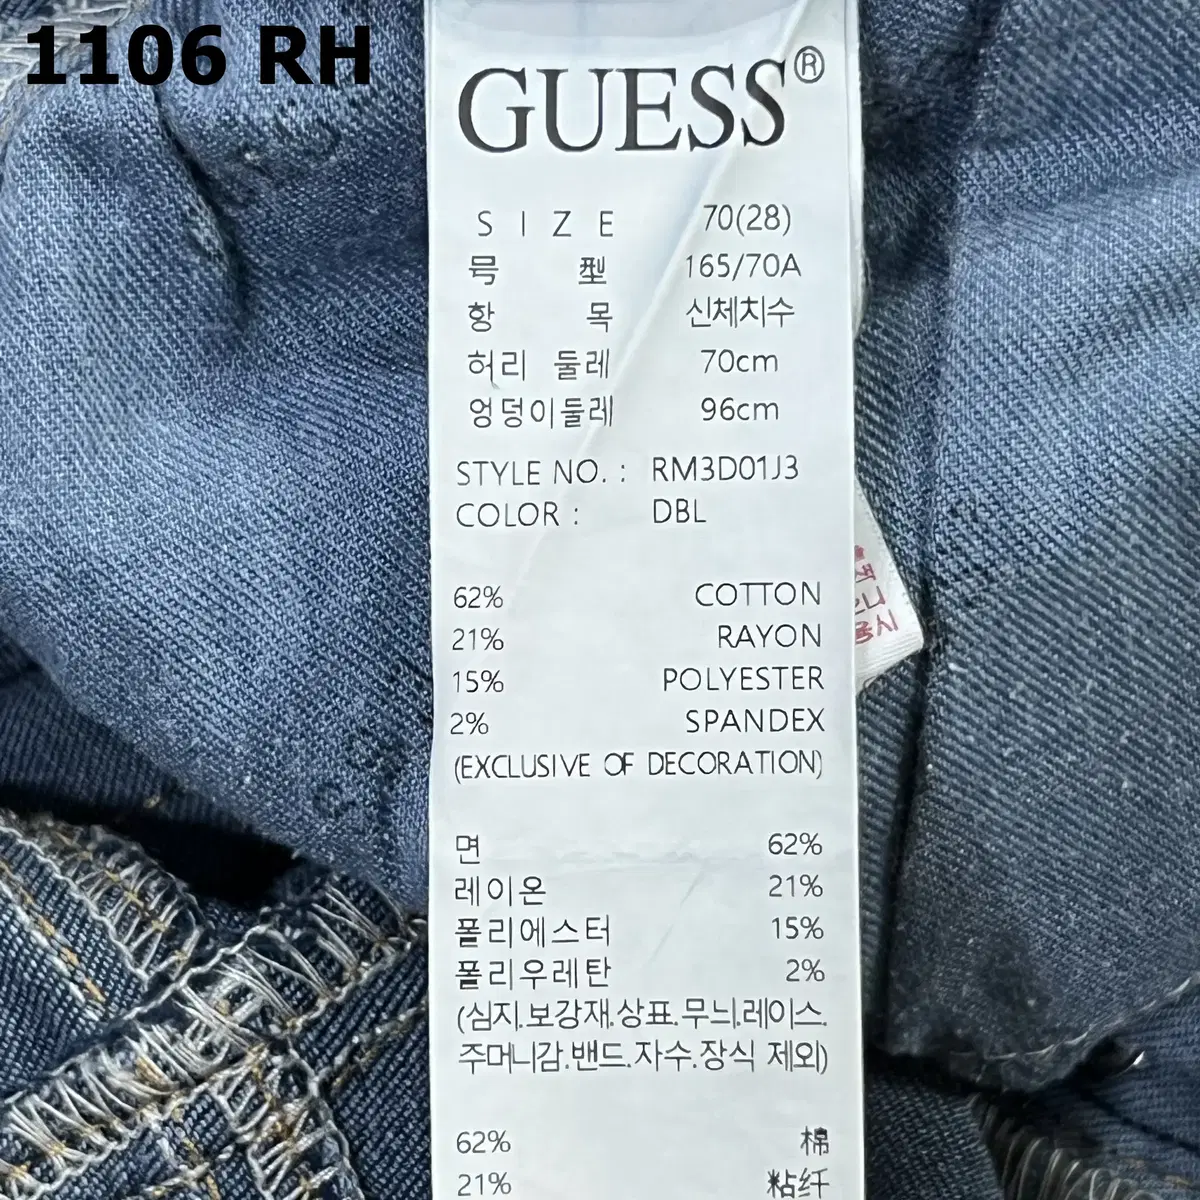 1106 RH
GUESS®
SIZE 70(28)
号型 165/70A
항목 신체치수
허리 둘레 70cm
엉덩이둘레 96cm
STYLE NO. : RM3D01J3
COLOR : DBL
62% COTTON
21% RAYON
15% POLYESTER
2% SPANDEX
(EXCLUSIVE OF DECORATION)
면 62%
레이온 21%
폴리에스터 15%
폴리우레탄 2%
(심지.보강재.상표.무늬.레이스.
주머니감.밴드.자수.장식 제외)
62% 棉
21% 粘纤